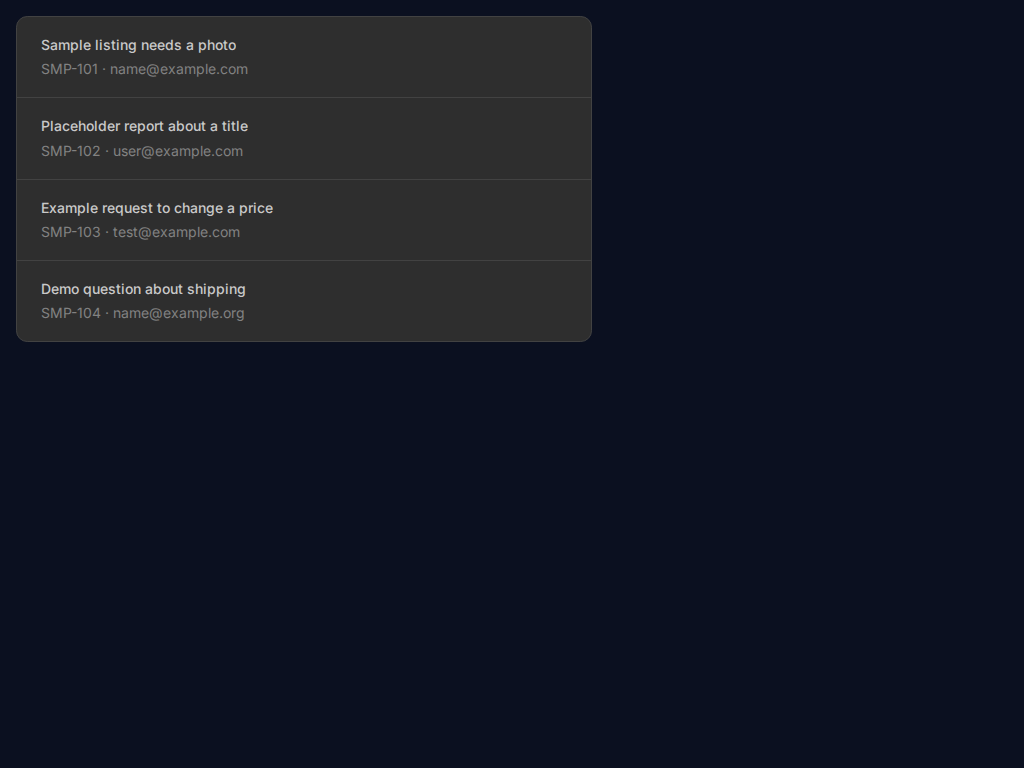 Sample listing needs a photo
SMP-101 · name@example.com
Placeholder report about a title
SMP-102 · user@example.com
Example request to change a price
SMP-103 · test@example.com
Demo question about shipping
SMP-104 · name@example.org